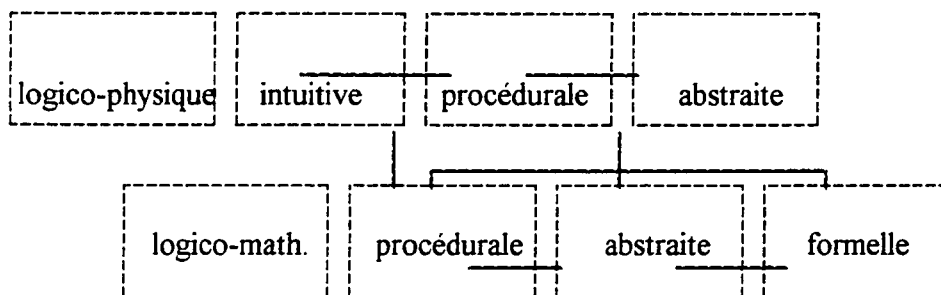 logico-physique intuitive procédurale abstraite
logico-math. procédurale abstraite formelle